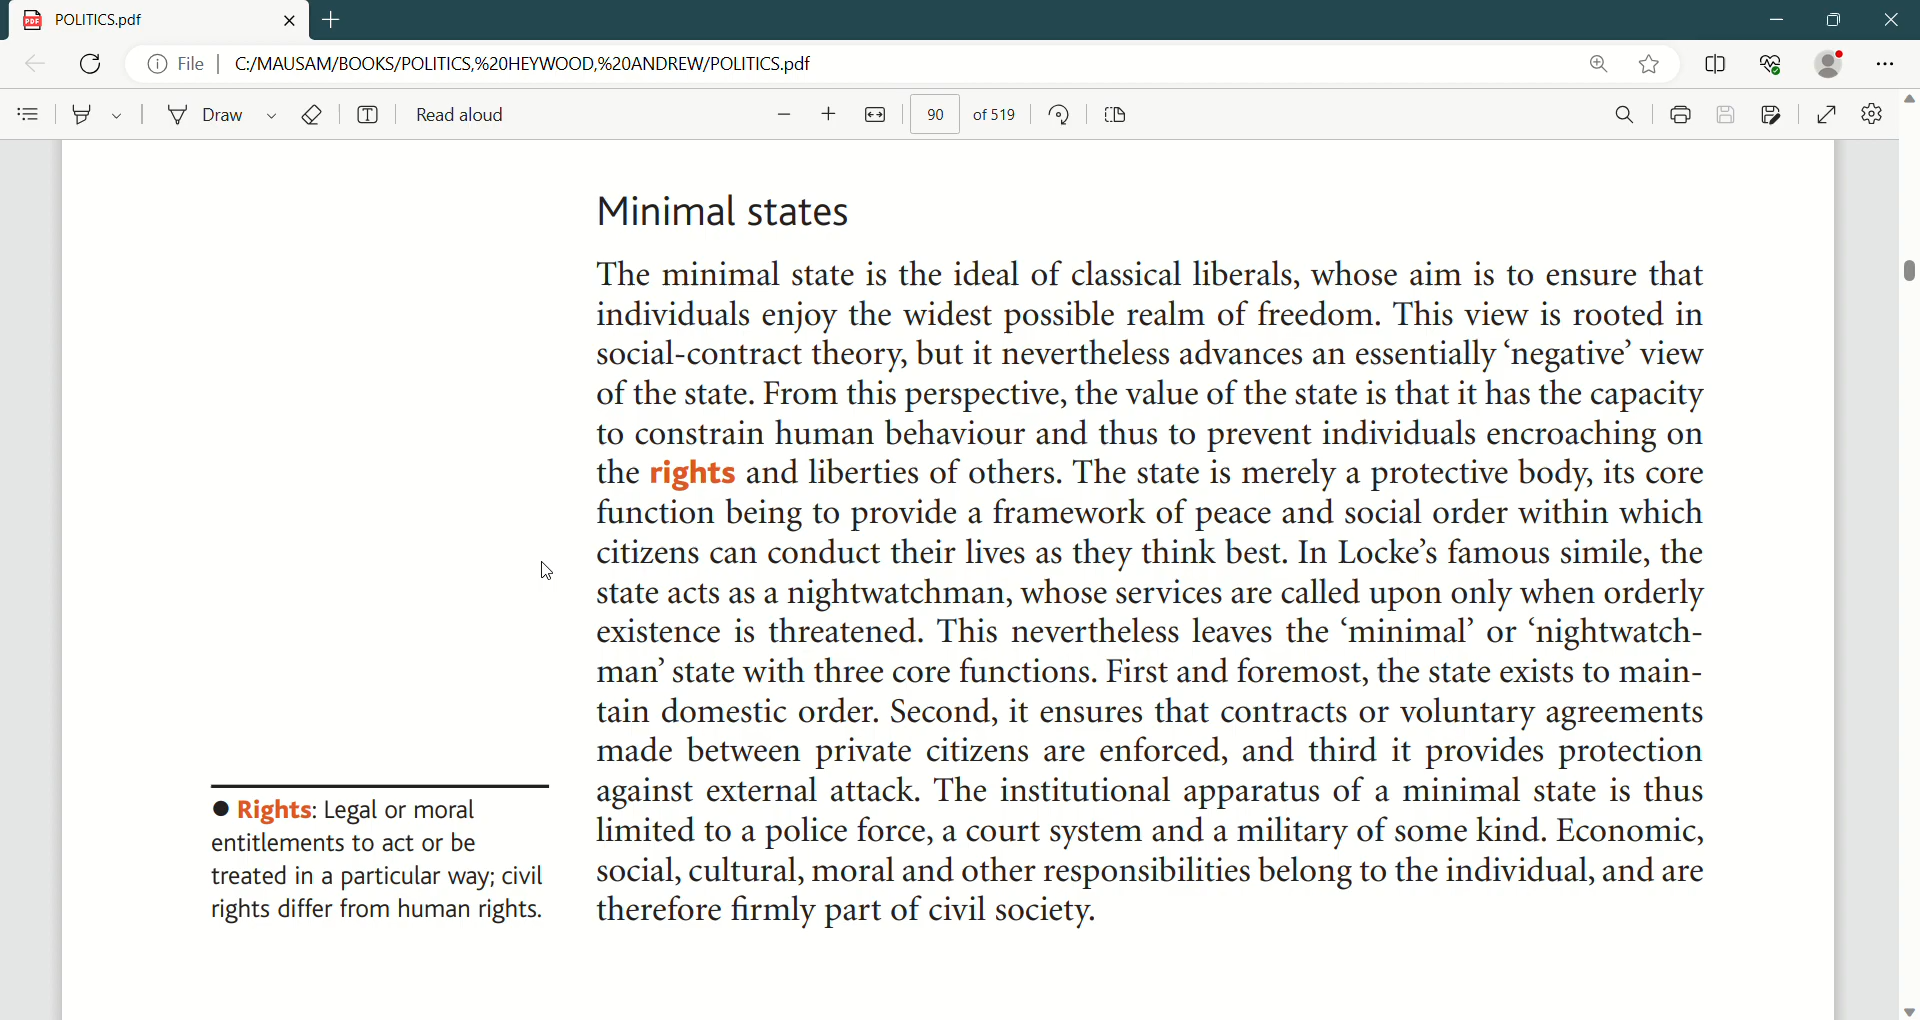 POLITICS.pdf
File
C:/MAUSAM/BOOKS/POLITICS,%20HEYWOOD,%20ANDREW/POLITICS.pdf
Draw
Read aloud
90 of 519
Minimal states
The minimal state is the ideal of classical liberals, whose aim is to ensure that
individuals enjoy the widest possible realm of freedom. This view is rooted in
social-contract theory, but it nevertheless advances an essentially ‘negative’ view
of the state. From this perspective, the value of the state is that it has the capacity
to constrain human behaviour and thus to prevent individuals encroaching on
the rights and liberties of others. The state is merely a protective body, its core
function being to provide a framework of peace and social order within which
citizens can conduct their lives as they think best. In Locke’s famous simile, the
state acts as a nightwatchman, whose services are called upon only when orderly
existence is threatened. This nevertheless leaves the ‘minimal’ or ‘nightwatch-
man’ state with three core functions. First and foremost, the state exists to main-
tain domestic order. Second, it ensures that contracts or voluntary agreements
made between private citizens are enforced, and third it provides protection
against external attack. The institutional apparatus of a minimal state is thus
limited to a police force, a court system and a military of some kind. Economic,
social, cultural, moral and other responsibilities belong to the individual, and are
therefore firmly part of civil society.
● Rights: Legal or moral
entitlements to act or be
treated in a particular way; civil
rights differ from human rights.